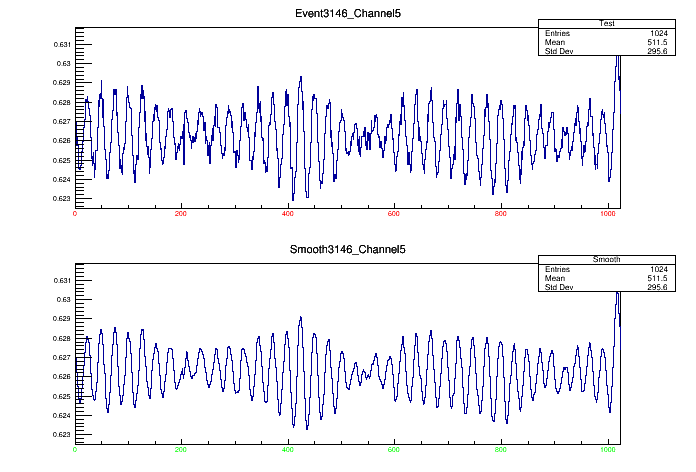 Event3146_Channel5
Test
Entries 1024
Mean 511.5
Std Dev 295.6
0.631
0.63
0.629
0.628
0.627
0.626
0.625
0.624
0.623
0 200 400 600 800 1000
Smooth3146_Channel5
Smooth
Entries 1024
Mean 511.5
Std Dev 295.6
0.631
0.63
0.629
0.628
0.627
0.626
0.625
0.624
0.623
0 200 400 600 800 1000